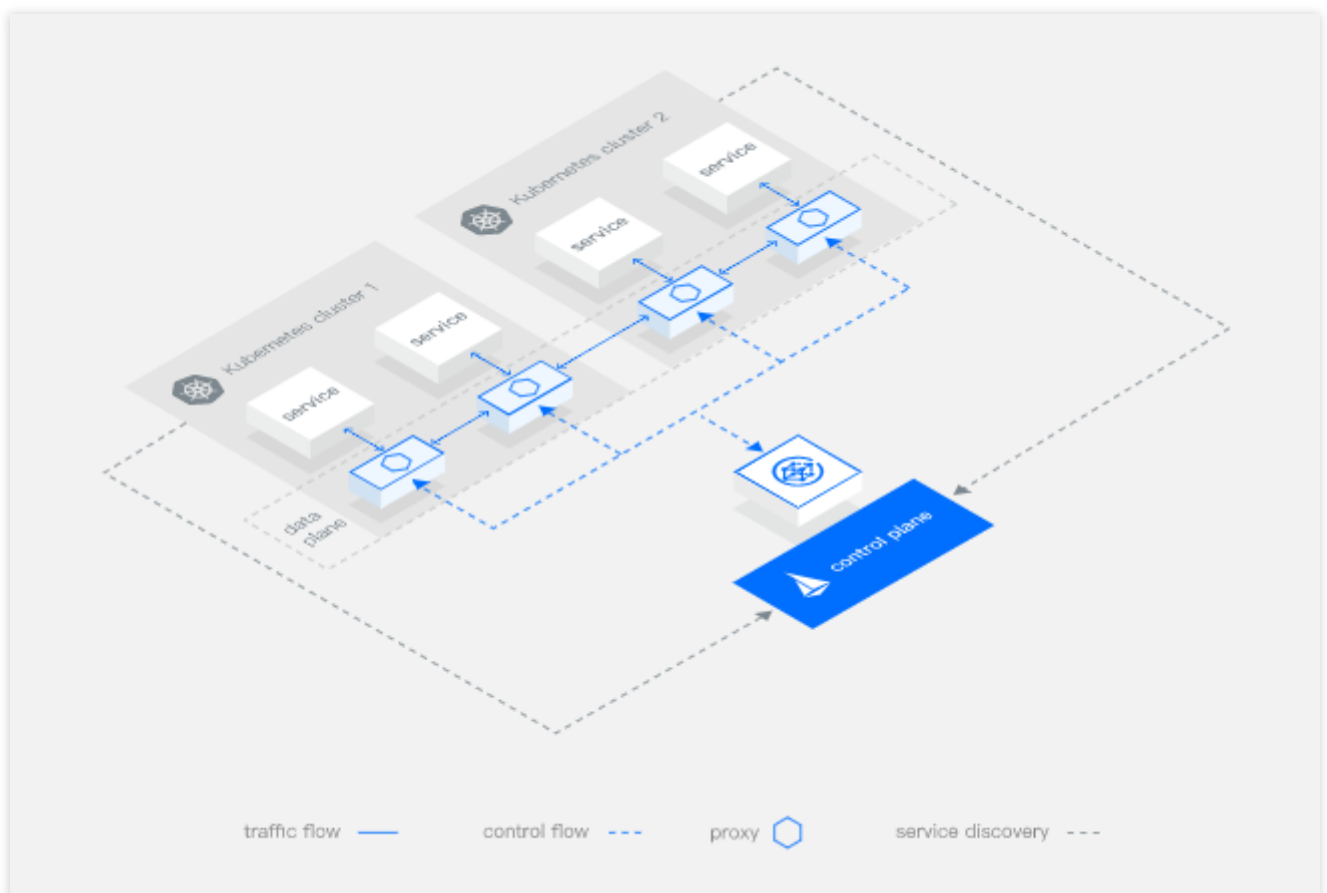 Kubernetes cluster 2
service
service
Kubernetes cluster 1
service
service
data
plane
control plane
traffic flow
control flow
proxy
service discovery